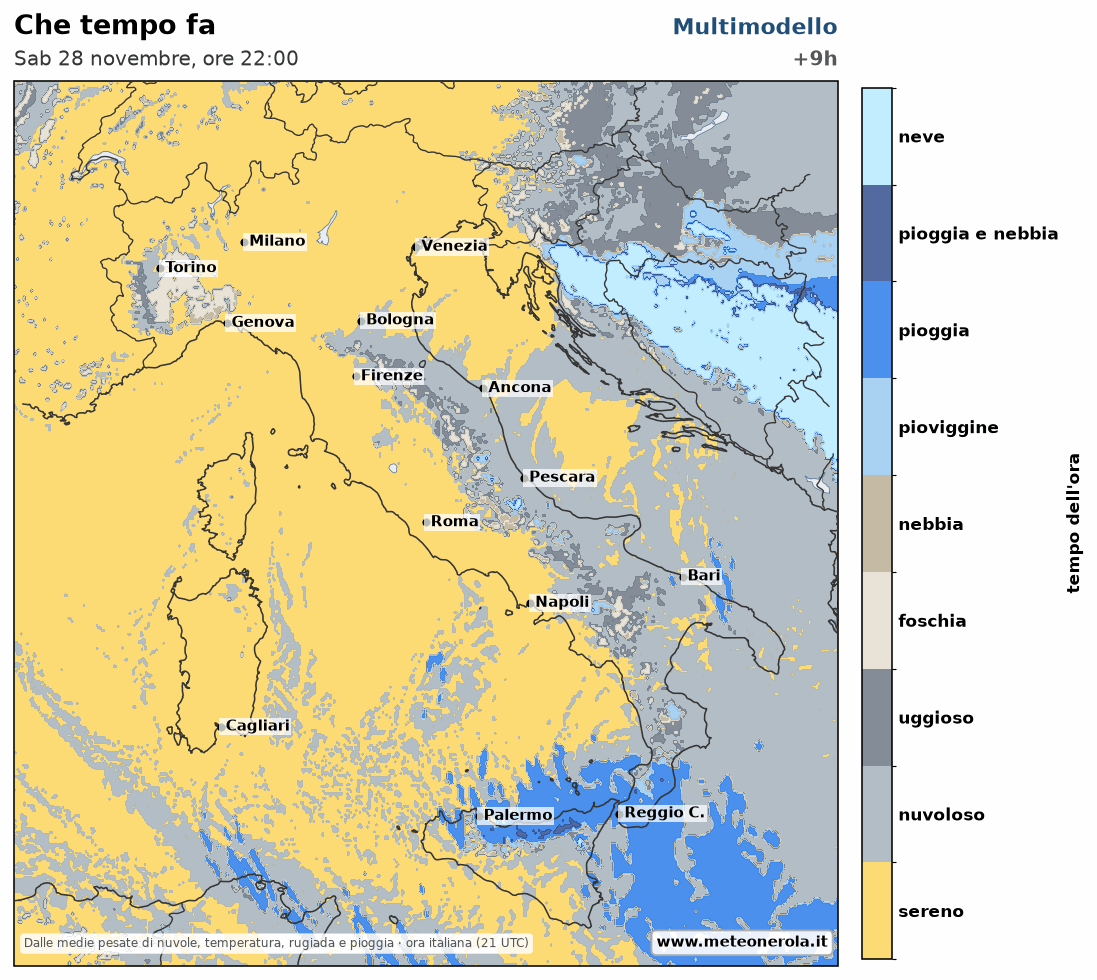 Che tempo fa
Multimodello
Sab 28 novembre, ore 22:00
+9h
neve
pioggia e nebbia
pioggia
pioviggine
nebbia
foschia
uggioso
nuvoloso
sereno
tempo dell'ora
Milano
Venezia
Torino
Genova
Bologna
Firenze
Ancona
Pescara
Roma
Bari
Napoli
Cagliari
Palermo
Reggio C.
Dalle medie pesate di nuvole, temperatura, rugiada e pioggia · ora italiana (21 UTC)
www.meteonerola.it